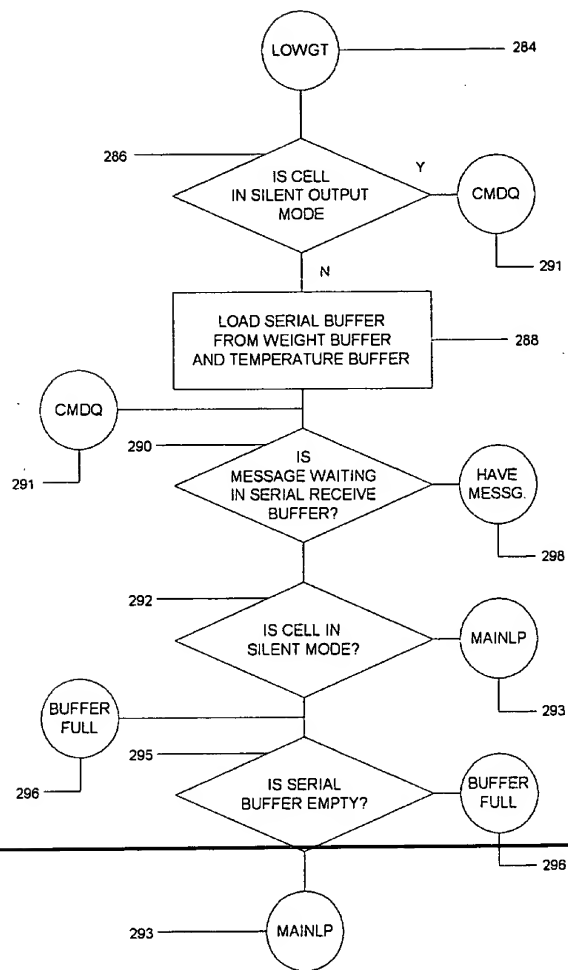 LOWGT
284
286
IS CELL
IN SILENT OUTPUT
MODE
Y
CMDQ
291
N
LOAD SERIAL BUFFER
FROM WEIGHT BUFFER
AND TEMPERATURE BUFFER
288
CMDQ
291
290
IS
MESSAGE WAITING
IN SERIAL RECEIVE
BUFFER?
HAVE
MESSG.
298
292
IS CELL IN
SILENT MODE?
MAINLP
293
BUFFER
FULL
296
295
IS SERIAL
BUFFER EMPTY?
BUFFER
FULL
296
293
MAINLP